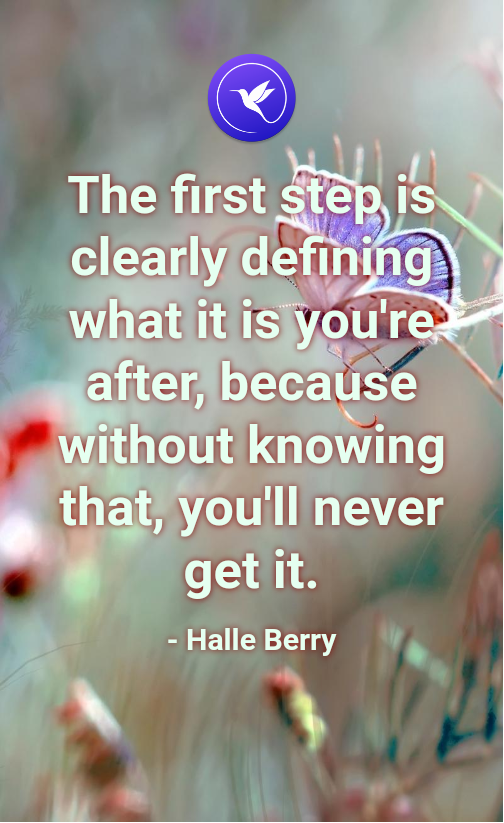 The first step is
clearly defining
what it is you're
after, because
without knowing
that, you'll never
get it.
- Halle Berry